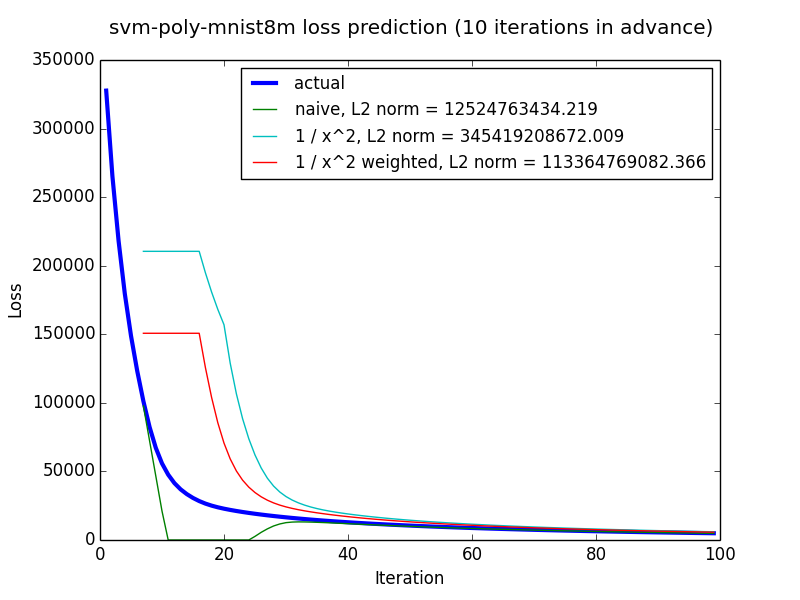 svm-poly-mnist8m loss prediction (10 iterations in advance)
350000
300000
250000
200000
150000
100000
50000
0
Loss
actual
naive, L2 norm = 12524763434.219
1 / x^2, L2 norm = 345419208672.009
1 / x^2 weighted, L2 norm = 113364769082.366
0 20 40 60 80 100
Iteration